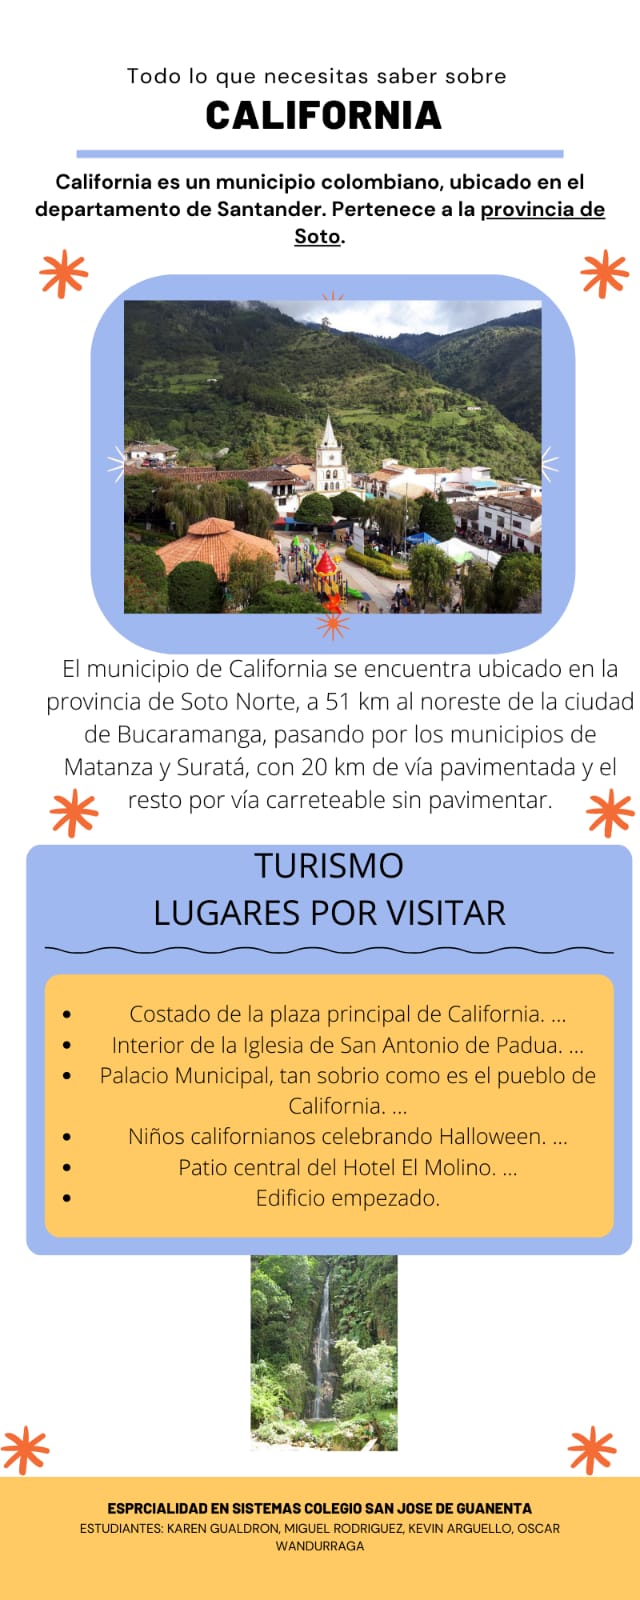 Todo lo que necesitas saber sobre
CALIFORNIA
California es un municipio colombiano, ubicado en el
departamento de Santander. Pertenece a la provincia de
Soto.
El municipio de California se encuentra ubicado en la
provincia de Soto Norte, a 51 km al noreste de la ciudad
de Bucaramanga, pasando por los municipios de
Matanza y Suratá, con 20 km de vía pavimentada y el
resto por vía carreteable sin pavimentar.
TURISMO
LUGARES POR VISITAR
• Costado de la plaza principal de California. ...
• Interior de la Iglesia de San Antonio de Padua. ...
• Palacio Municipal, tan sobrio como es el pueblo de
California. ...
• Niños californianos celebrando Halloween. ...
• Patio central del Hotel El Molino. ...
• Edificio empezado.
ESPRCIALIDAD EN SISTEMAS COLEGIO SAN JOSE DE GUANENTA
ESTUDIANTES: KAREN GUALDRON, MIGUEL RODRIGUEZ, KEVIN ARGUELLO, OSCAR
WANDURRAGA